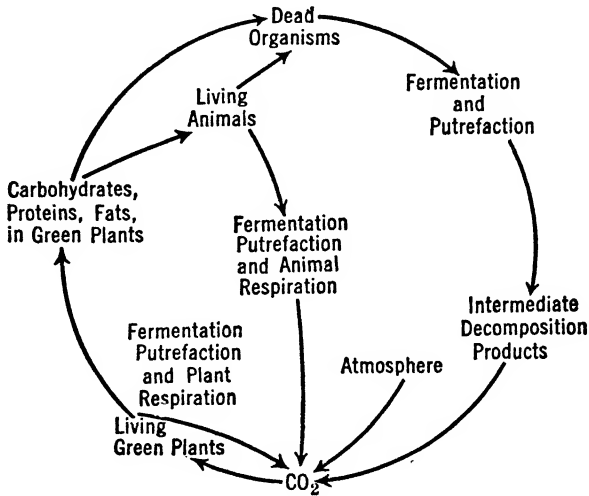 Dead
Organisms
Fermentation
and
Putrefaction
Living
Animals
Carbohydrates,
Proteins, Fats,
in Green Plants
Fermentation
Putrefaction
and Animal
Respiration
Intermediate
Decomposition
Products
Fermentation
Putrefaction
and Plant
Respiration
Atmosphere
Living
Green Plants
CO₂